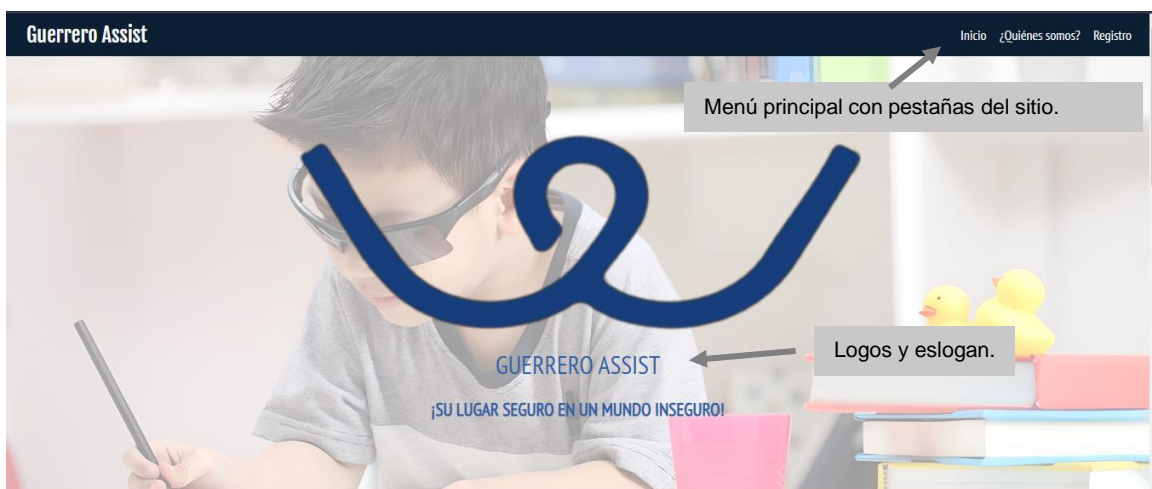 Guerrero Assist
Inicio ¿Quiénes somos? Registro
Menú principal con pestañas del sitio.
Logos y eslogan.
GUERRERO ASSIST
¡SU LUGAR SEGURO EN UN MUNDO INSEGURO!